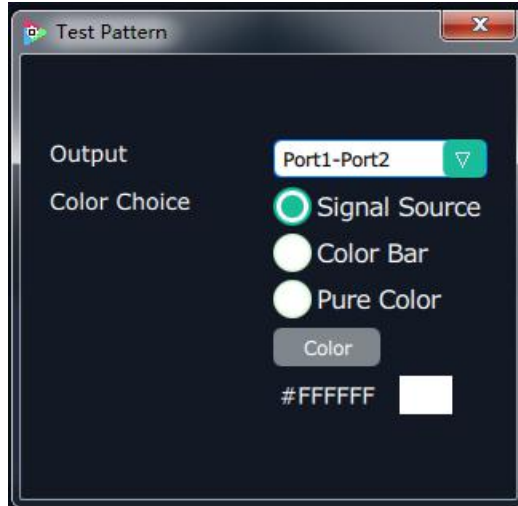 Test Pattern
Output
Port1-Port2
Color Choice
Signal Source
Color Bar
Pure Color
Color
#FFFFFF